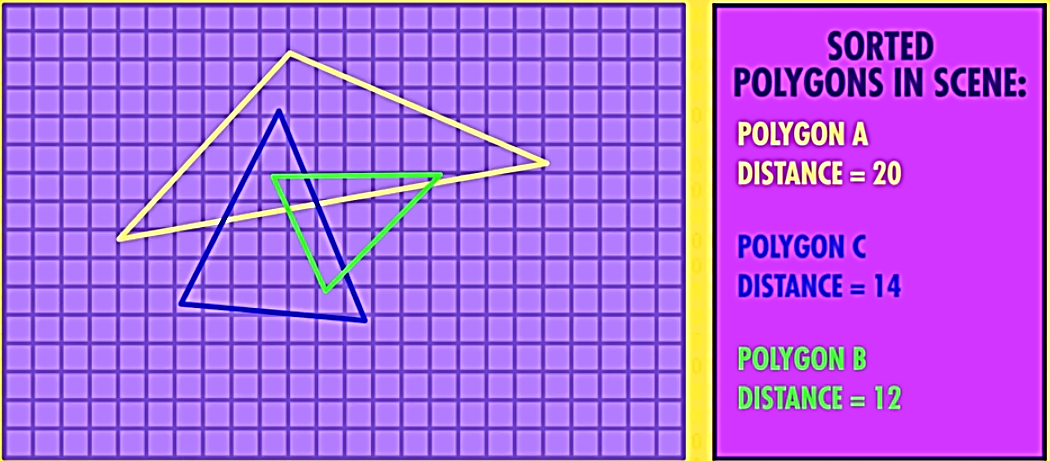 SORTED
POLYGONS IN SCENE:
POLYGON A
DISTANCE = 20
POLYGON C
DISTANCE = 14
POLYGON B
DISTANCE = 12